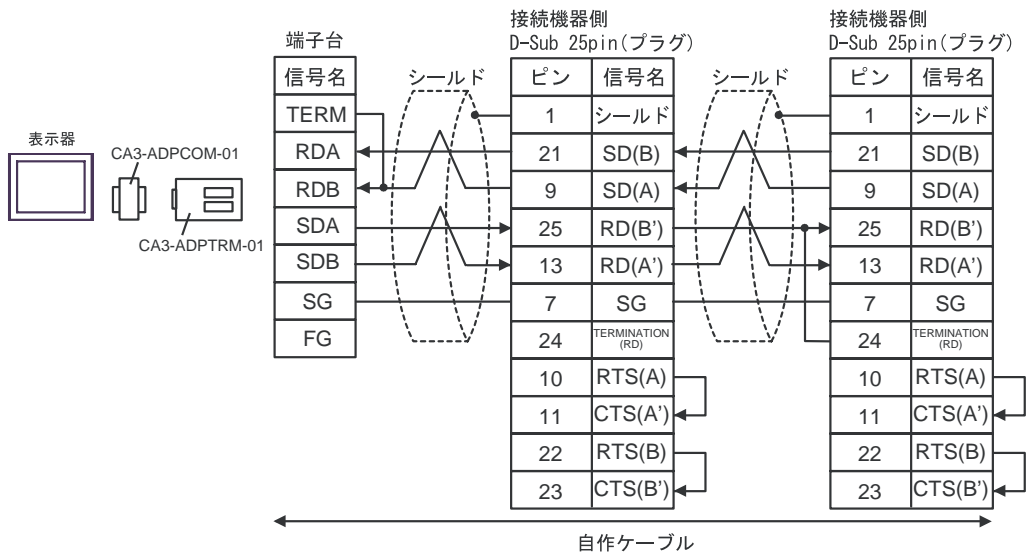 表示器
CA3-ADPCOM-01
CA3-ADPTRM-01
端子台
信号名
TERM
RDA
RDB
SDA
SDB
SG
FG
シールド
接続機器側
D-Sub 25pin(プラグ)
ピン 信号名
1 シールド
21 SD(B)
9 SD(A)
25 RD(B')
13 RD(A')
7 SG
24 TERMINATION (RD)
10 RTS(A)
11 CTS(A')
22 RTS(B)
23 CTS(B')
シールド
接続機器側
D-Sub 25pin(プラグ)
ピン 信号名
1 シールド
21 SD(B)
9 SD(A)
25 RD(B')
13 RD(A')
7 SG
24 TERMINATION (RD)
10 RTS(A)
11 CTS(A')
22 RTS(B)
23 CTS(B')
自作ケーブル